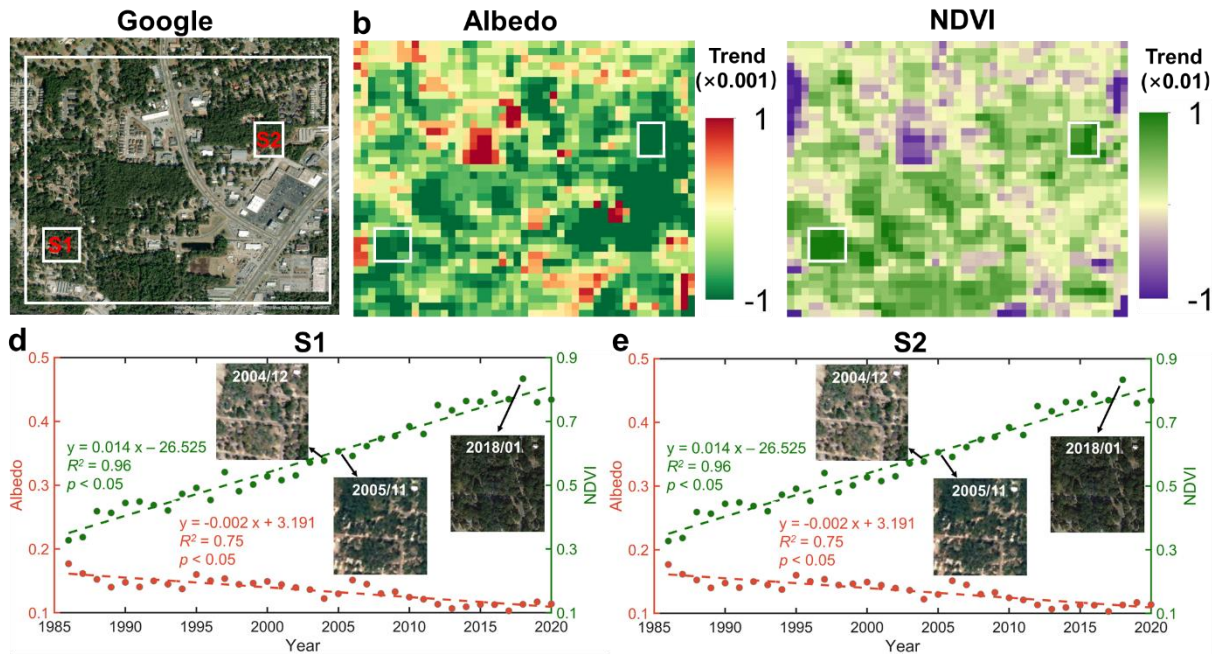 Google
b
Albedo
NDVI
Trend
(×0.001)
1
-1
Trend
(×0.01)
1
-1
S2
S1
d
S1
0.5
0.4
0.3
0.2
0.1
Albedo
0.9
0.7
0.5
0.3
0.1
NDVI
2004/12
2005/11
2018/01
y = 0.014 x – 26.525
R² = 0.96
p < 0.05
y = -0.002 x + 3.191
R² = 0.75
p < 0.05
1985 1990 1995 2000 2005 2010 2015 2020
Year
e
S2
0.5
0.4
0.3
0.2
0.1
Albedo
0.9
0.7
0.5
0.3
0.1
NDVI
2004/12
2005/11
2018/01
y = 0.014 x – 26.525
R² = 0.96
p < 0.05
y = -0.002 x + 3.191
R² = 0.75
p < 0.05
1985 1990 1995 2000 2005 2010 2015 2020
Year